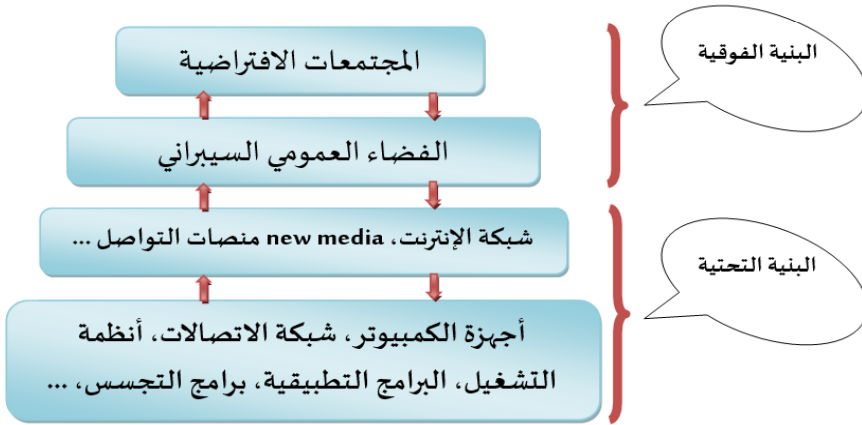 المجتمعات الافتراضية
البنية الفوقية
الفضاء العمومي السيبراني
شبكة الإنترنت، new media منصات التواصل ...
البنية التحتية
أجهزة الكمبيوتر، شبكة الاتصالات، أنظمة
التشغيل، البرامج التطبيقية، برامج التجسس، ...